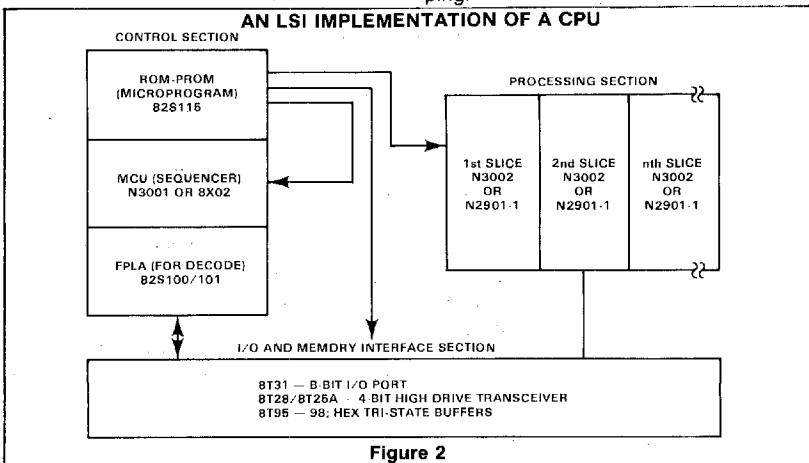 ping.
AN LSI IMPLEMENTATION OF A CPU
CONTROL SECTION
ROM-PROM
(MICROPROGRAM)
82S115
MCU (SEQUENCER)
N3001 OR 8X02
FPLA (FOR DECODE)
82S100/101
PROCESSING SECTION
1st SLICE
N3002
OR
N2901-1
2nd SLICE
N3002
OR
N2901-1
nth SLICE
N3002
OR
N2901-1
I/O AND MEMORY INTERFACE SECTION
8T31 — 8-BIT I/O PORT
8T28/8T26A - 4-BIT HIGH DRIVE TRANSCEIVER
8T95 — 98; HEX TRI-STATE BUFFERS
Figure 2